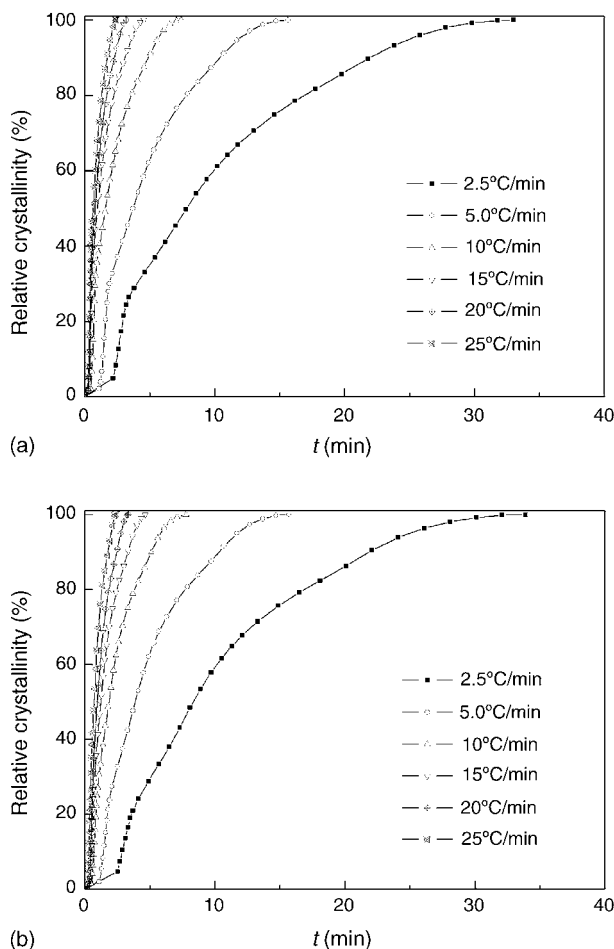 100
80
60
40
20
0
Relative crystallinity (%)
2.5°C/min
5.0°C/min
10°C/min
15°C/min
20°C/min
25°C/min
0 10 20 30 40
(a)
t (min)
100
80
60
40
20
0
Relative crystallinity (%)
2.5°C/min
5.0°C/min
10°C/min
15°C/min
20°C/min
25°C/min
0 10 20 30 40
(b)
t (min)